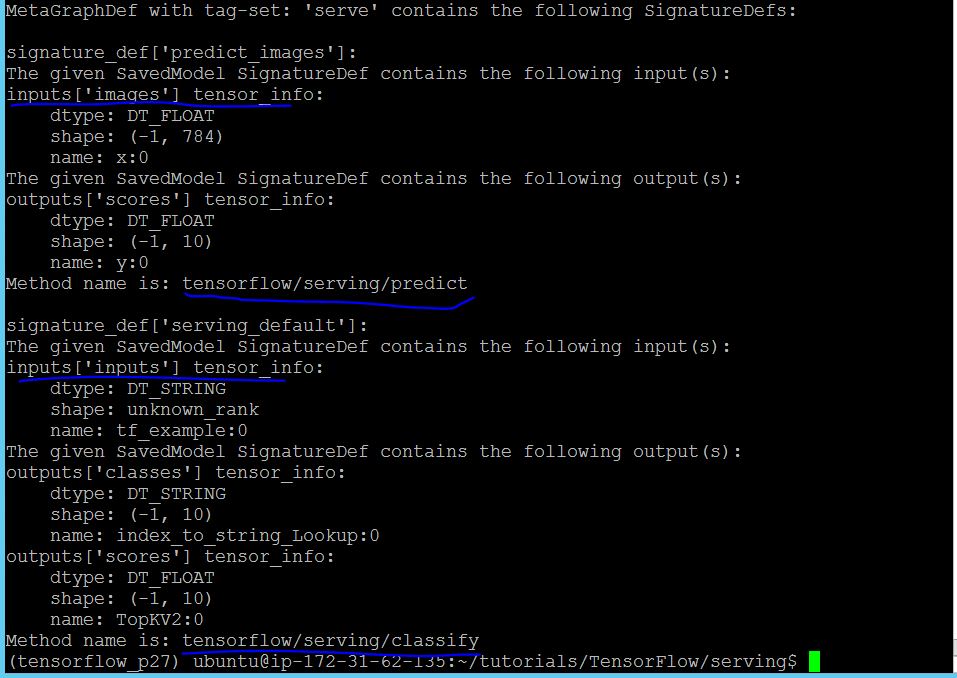 MetaGraphDef with tag-set: 'serve' contains the following SignatureDefs:
signature_def['predict_images']:
The given SavedModel SignatureDef contains the following input(s):
inputs['images'] tensor_info:
dtype: DT_FLOAT
shape: (-1, 784)
name: x:0
The given SavedModel SignatureDef contains the following output(s):
outputs['scores'] tensor_info:
dtype: DT_FLOAT
shape: (-1, 10)
name: y:0
Method name is: tensorflow/serving/predict
signature_def['serving_default']:
The given SavedModel SignatureDef contains the following input(s):
inputs['inputs'] tensor_info:
dtype: DT_STRING
shape: unknown_rank
name: tf_example:0
The given SavedModel SignatureDef contains the following output(s):
outputs['classes'] tensor_info:
dtype: DT_STRING
shape: (-1, 10)
name: index_to_string_Lookup:0
outputs['scores'] tensor_info:
dtype: DT_FLOAT
shape: (-1, 10)
name: TopKV2:0
Method name is: tensorflow/serving/classify
(tensorflow_p27) ubuntu@ip-172-31-62-135:~/tutorials/TensorFlow/serving$